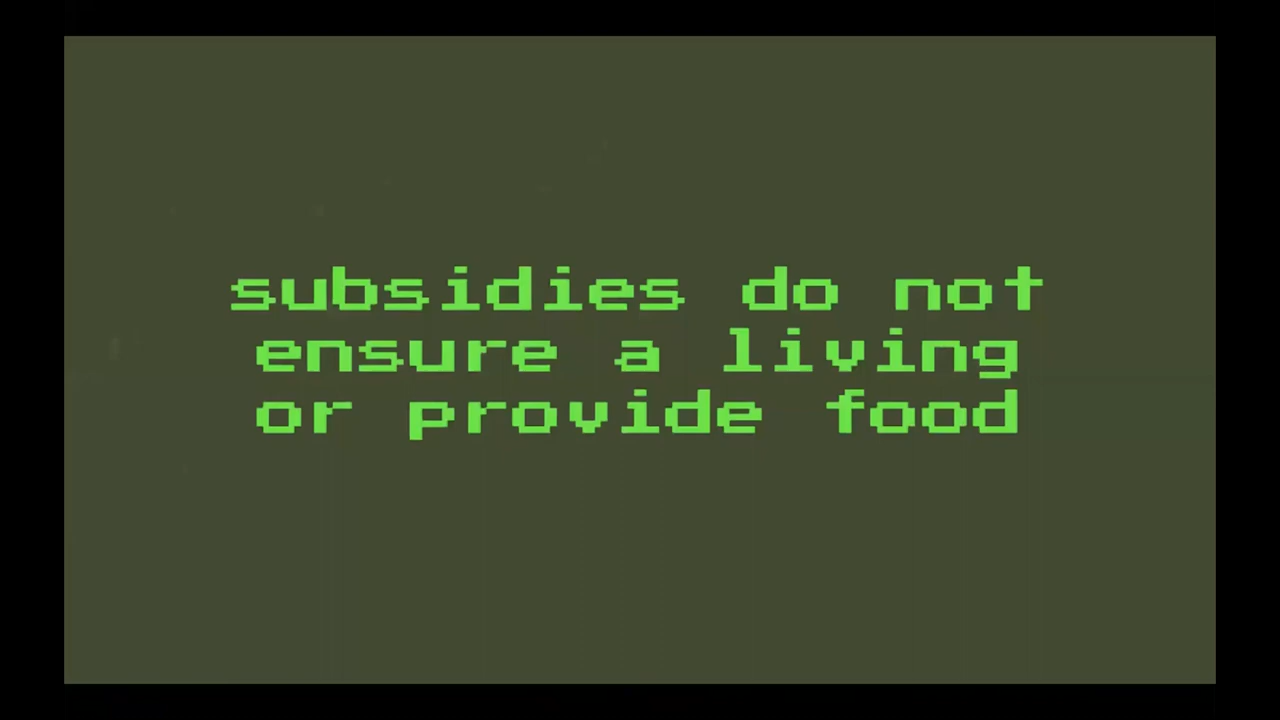 subsidies do not
ensure a living
or provide food